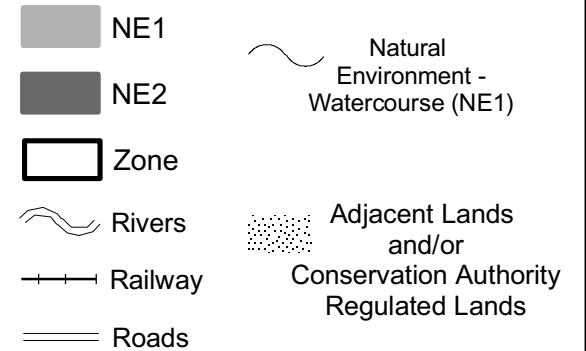 NE1
NE2
Zone
Rivers
Railway
Roads
Natural
Environment -
Watercourse (NE1)
Adjacent Lands
and/or
Conservation Authority
Regulated Lands